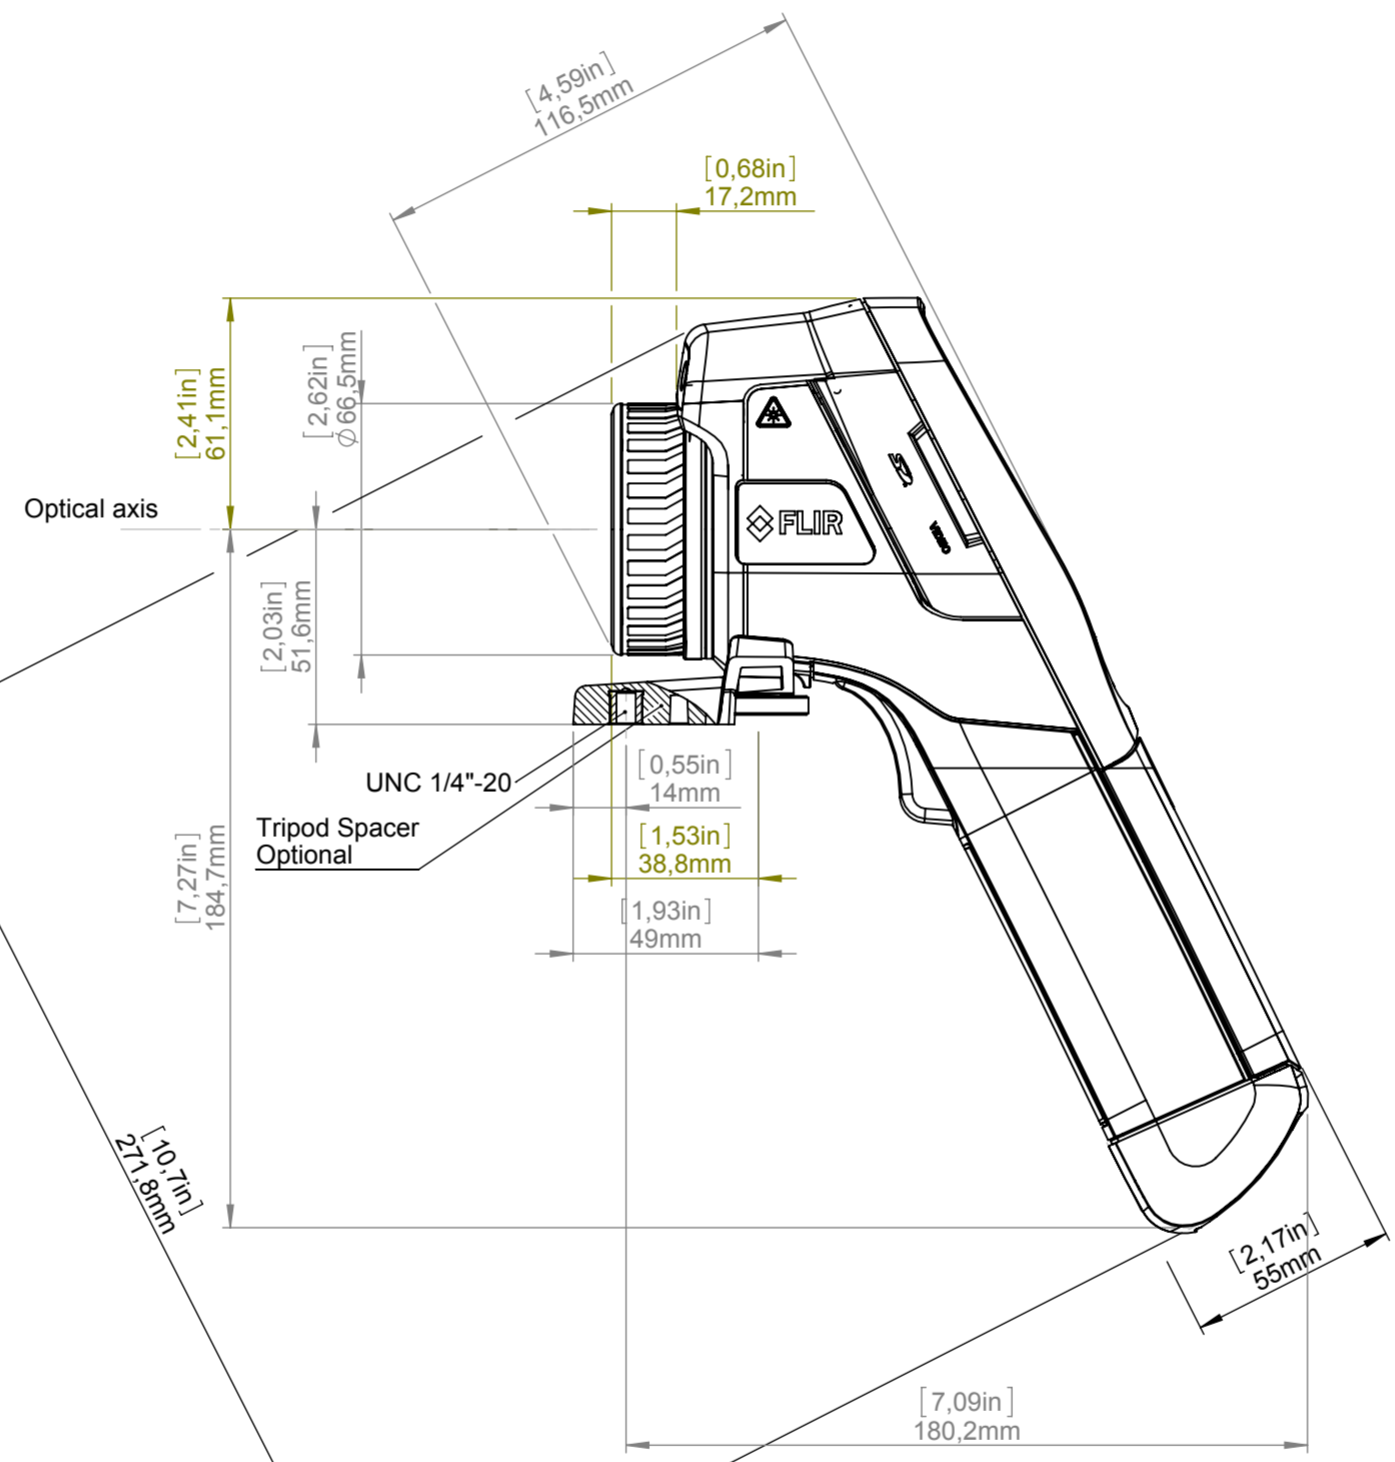 [4,59in]
116,5mm
[0,68in]
17,2mm
[2,41in]
61,1mm
[2,62in]
∅66,5mm
Optical axis
FLIR
VIDEO
[2,03in]
51,6mm
UNC 1/4"-20
[0,55in]
14mm
Tripod Spacer
Optional
[1,53in]
38,8mm
[7,27in]
184,7mm
[1,93in]
49mm
[10,7in]
271,8mm
[2,17in]
55mm
[7,09in]
180,2mm